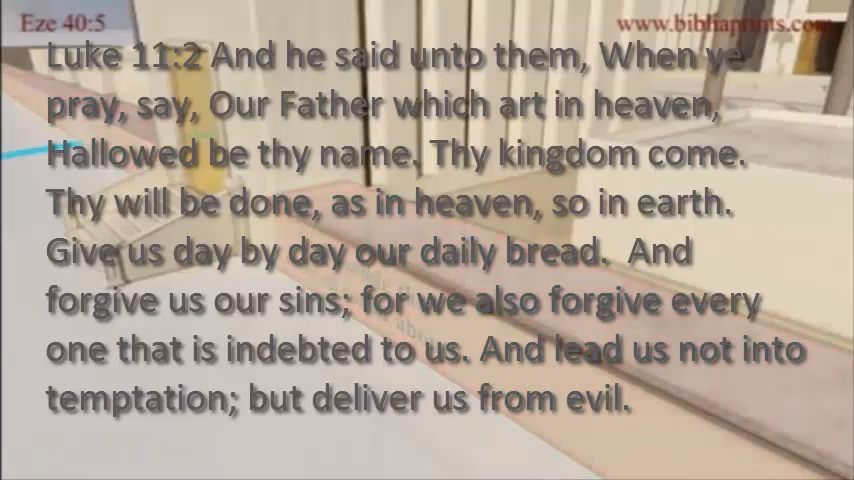 Eze 40:5
www.bibliaprints.com
Luke 11:2 And he said unto them, When ye
pray, say, Our Father which art in heaven,
Hallowed be thy name. Thy kingdom come.
Thy will be done, as in heaven, so in earth.
Give us day by day our daily bread.  And
forgive us our sins; for we also forgive every
one that is indebted to us. And lead us not into
temptation; but deliver us from evil.